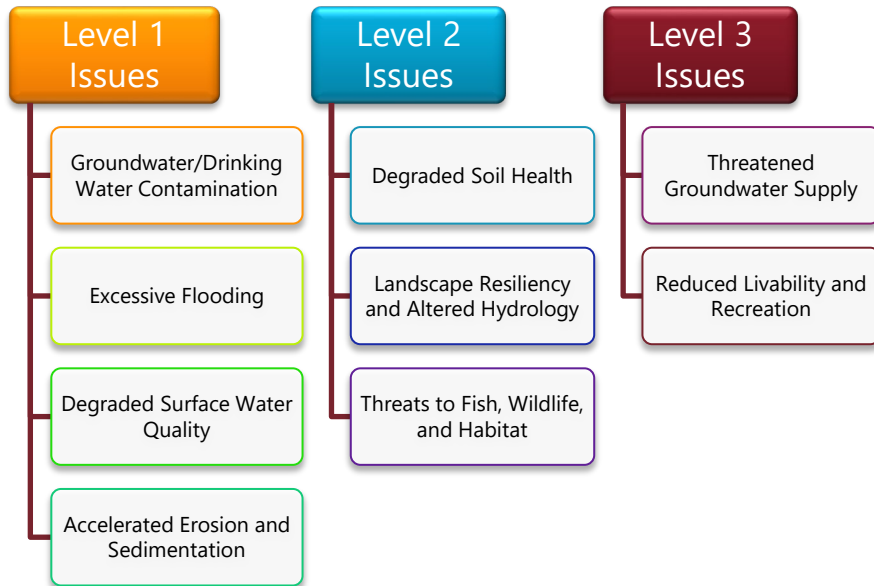 Level 1
Issues
Groundwater/Drinking
Water Contamination
Excessive Flooding
Degraded Surface Water
Quality
Accelerated Erosion and
Sedimentation
Level 2
Issues
Degraded Soil Health
Landscape Resiliency
and Altered Hydrology
Threats to Fish, Wildlife,
and Habitat
Level 3
Issues
Threatened
Groundwater Supply
Reduced Livability and
Recreation